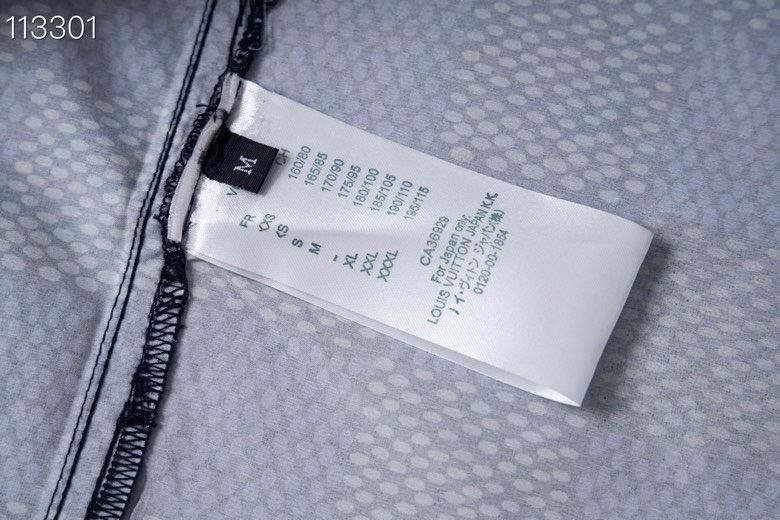 113301
M
CH
160/80
165/85
170/90
175/95
180/100
185/105
190/110
195/115
FR
XXS
XS
S
M
XL
XXL
XXXL
CA36929
For Japan only:
LOUIS VUITTON JAPAN K.K.
イ・ヴィトン ジャパン(株)
0120-00-1854